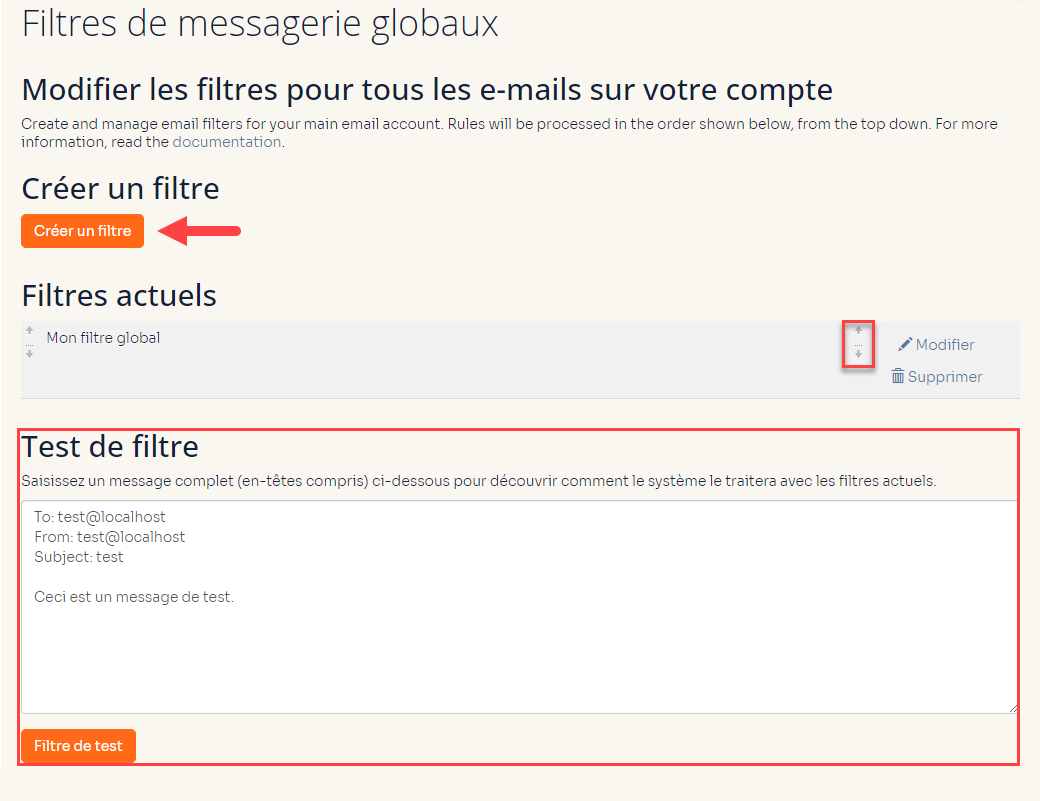 Filtres de messagerie globaux
Modifier les filtres pour tous les e-mails sur votre compte
Create and manage email filters for your main email account. Rules will be processed in the order shown below, from the top down. For more
information, read the documentation.
Créer un filtre
Créer un filtre
Filtres actuels
Mon filtre global
Modifier
Supprimer
Test de filtre
Saisissez un message complet (en-têtes compris) ci-dessous pour découvrir comment le système le traitera avec les filtres actuels.
To: test@localhost
From: test@localhost
Subject: test
Ceci est un message de test.
Filtre de test